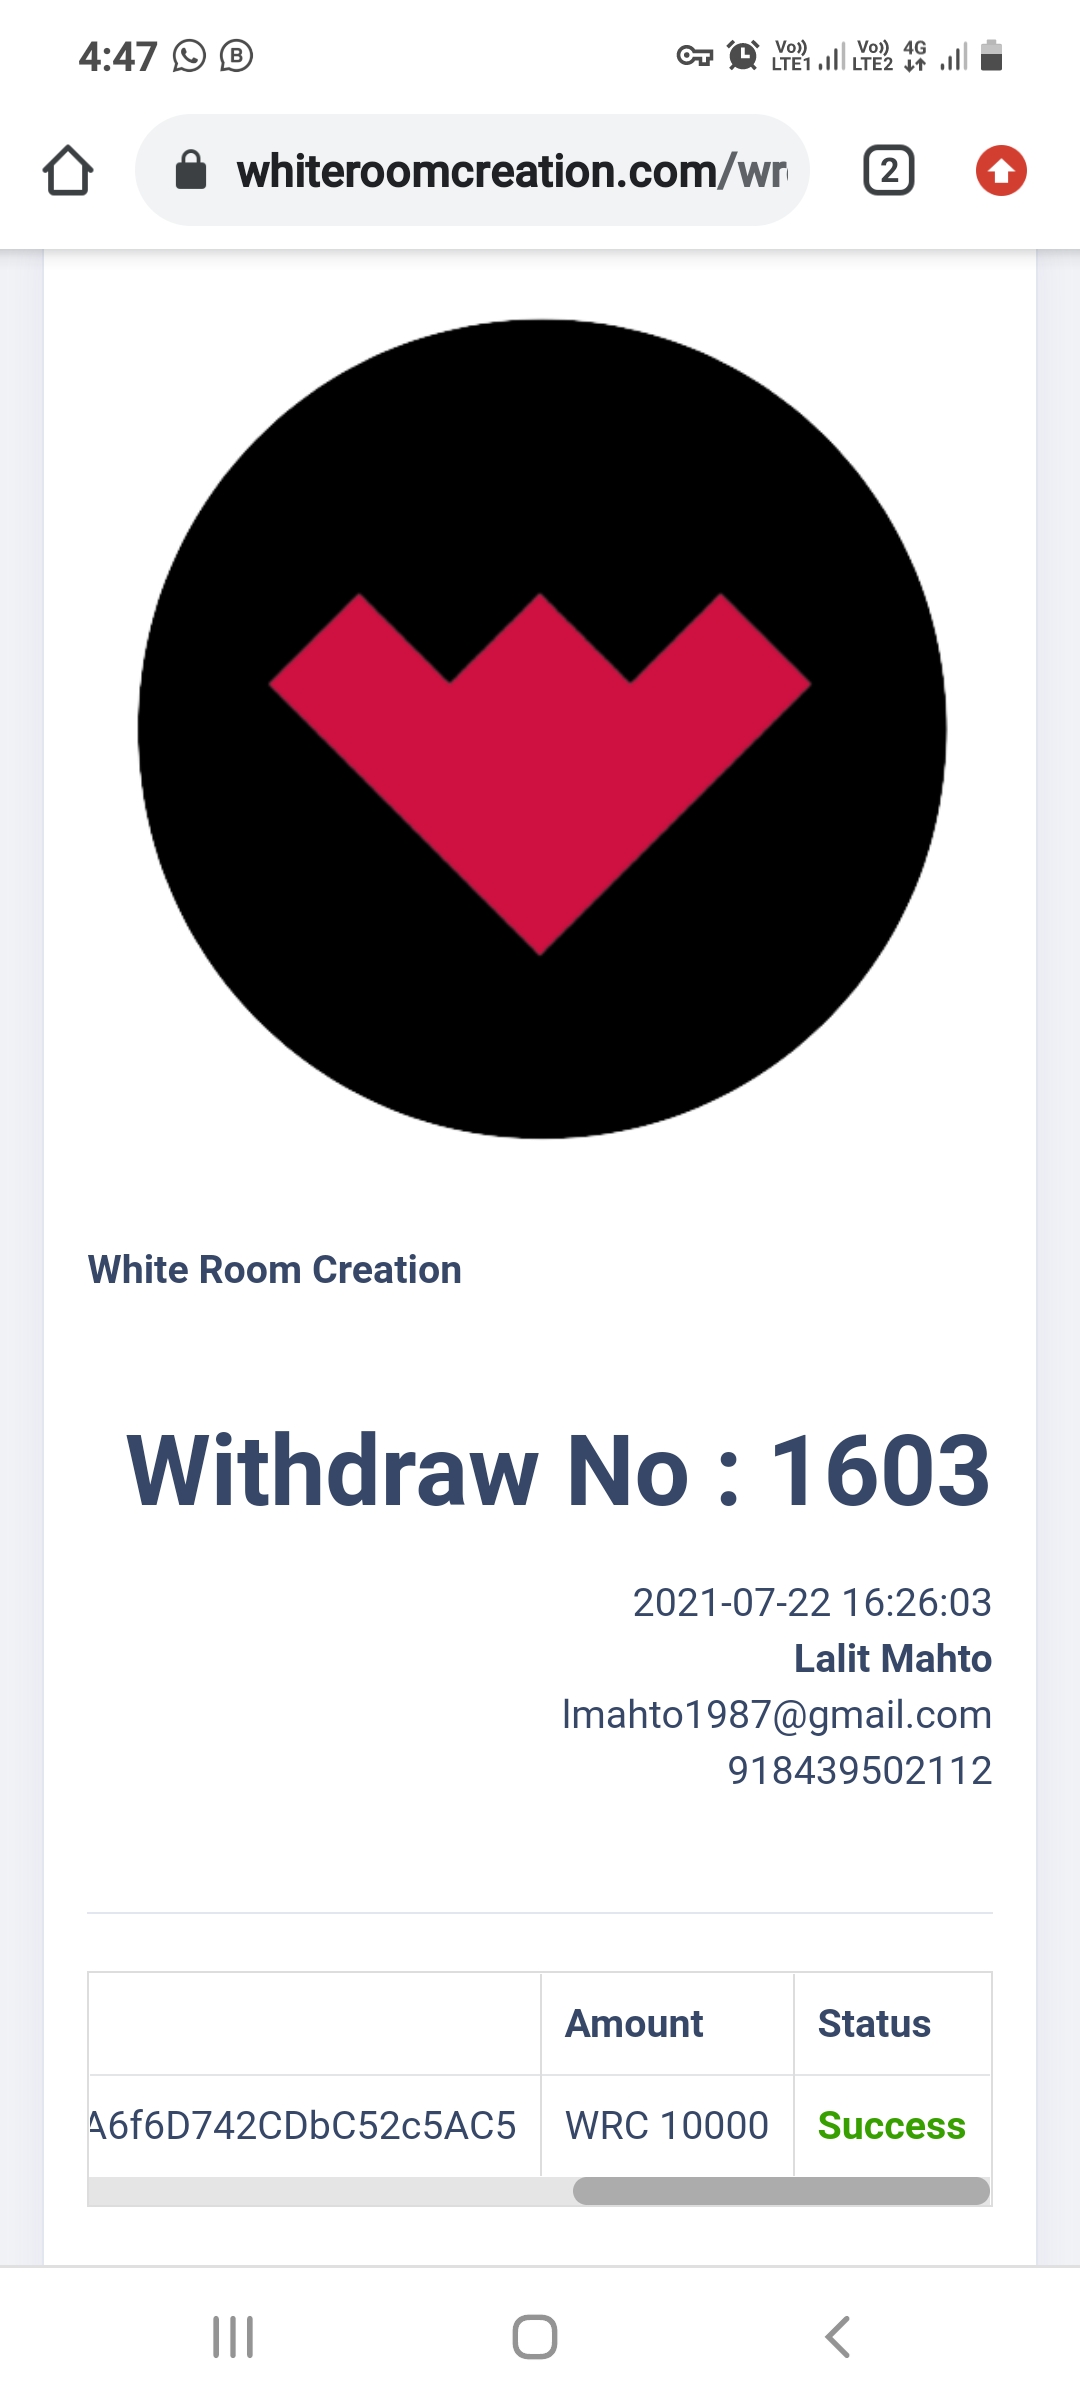 4:47
Vo)) LTE1 Vo)) LTE2 4G
whiteroomcreation.com/wr
2
White Room Creation
Withdraw No : 1603
2021-07-22 16:26:03
Lalit Mahto
lmahto1987@gmail.com
918439502112
Amount Status
A6f6D742CDbC52c5AC5 WRC 10000 Success